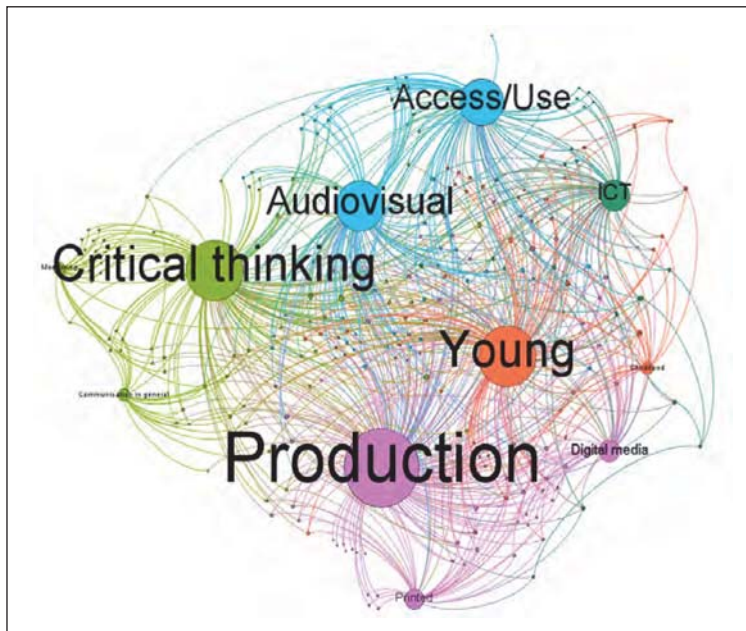 Access/Use
ICT
Audiovisual
Critical thinking
Young
Communication in general
Digital media
Production
Printed